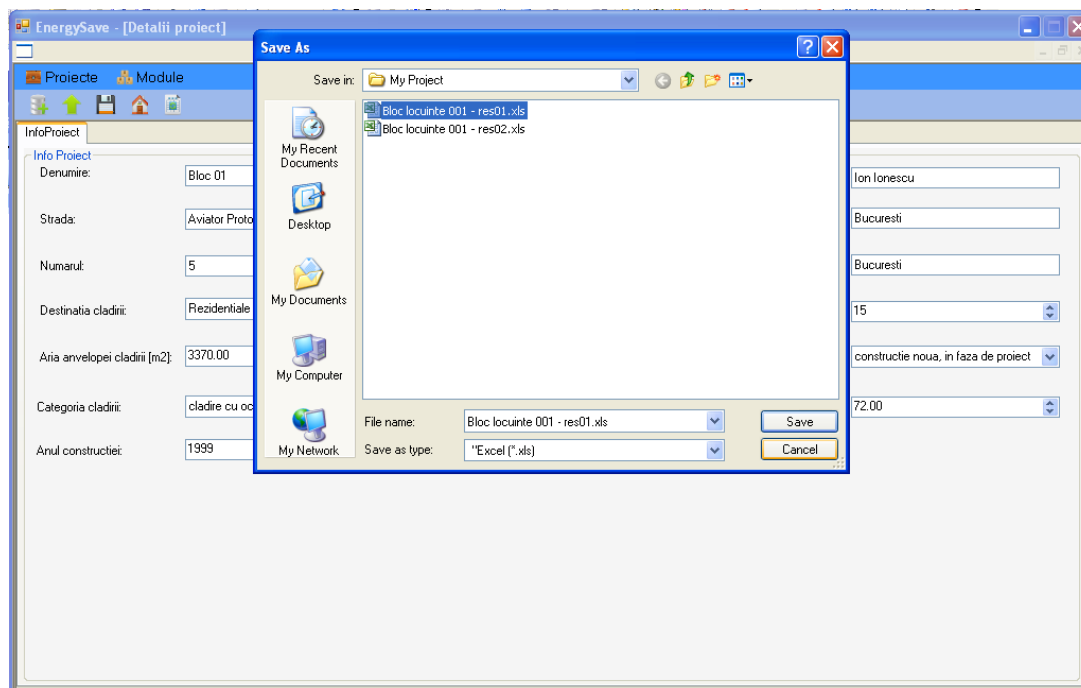 EnergySave - [Detalii proiect]
Proiecte Module
InfoProiect
Info Proiect
Denumire: Bloc 01
Ion Ionescu
Strada: Aviator Proto
Bucuresti
Numarul: 5
Bucuresti
Destinatia cladirii: Rezidentiale
15
Aria anvelopei cladirii [m2]: 3370.00
constructie noua, in faza de proiect
Categoria cladirii: cladire cu oc
72.00
Anul constructiei: 1999
Save As
Save in: My Project
My Recent
Documents
Desktop
My Documents
My Computer
My Network
Bloc locuinte 001 - res01.xls
Bloc locuinte 001 - res02.xls
File name: Bloc locuinte 001 - res01.xls Save
Save as type: "Excel (*.xls) Cancel